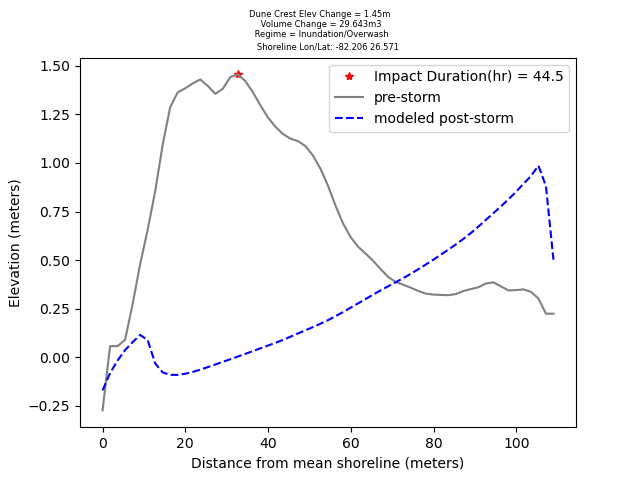 Dune Crest Elev Change = 1.45m
Volume Change = 29.643m3
Regime = Inundation/Overwash
Shoreline Lon/Lat: -82.206 26.571
Impact Duration(hr) = 44.5
pre-storm
modeled post-storm
Elevation (meters)
1.50
1.25
1.00
0.75
0.50
0.25
0.00
−0.25
0 20 40 60 80 100
Distance from mean shoreline (meters)